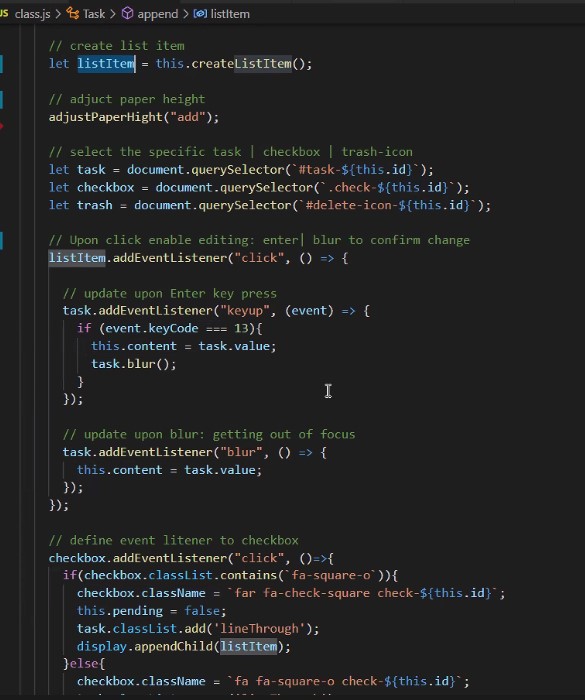 JS class.js > Task > append > listItem
// create list item
let listItem = this.createListItem();
// adjuct paper height
adjustPaperHight("add");
// select the specific task | checkbox | trash-icon
let task = document.querySelector(`#task-${this.id}`);
let checkbox = document.querySelector(`.check-${this.id}`);
let trash = document.querySelector(`#delete-icon-${this.id}`);
// Upon click enable editing: enter| blur to confirm change
listItem.addEventListener("click", () => {
// update upon Enter key press
task.addEventListener("keyup", (event) => {
if (event.keyCode === 13){
this.content = task.value;
task.blur();
}
});
// update upon blur: getting out of focus
task.addEventListener("blur", () => {
this.content = task.value;
});
});
// define event litener to checkbox
checkbox.addEventListener("click", ()=>{
if(checkbox.classList.contains(`fa-square-o`)){
checkbox.className = `far fa-check-square check-${this.id}`;
this.pending = false;
task.classList.add('lineThrough');
display.appendChild(listItem);
}else{
checkbox.className = `fa fa-square-o check-${this.id}`;